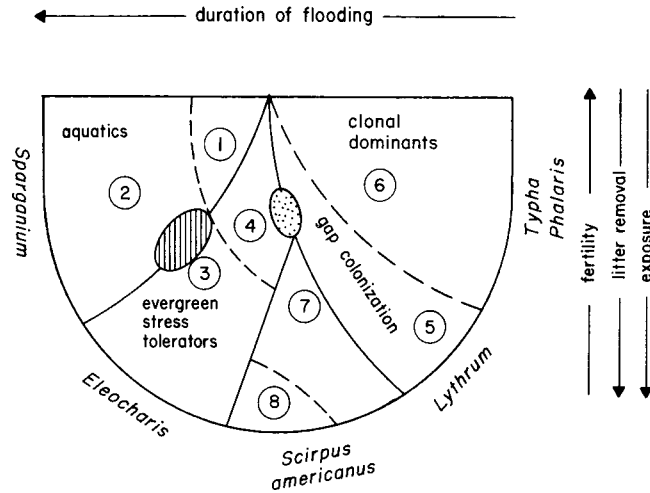 duration of flooding
aquatics
1
clonal
dominants
2
6
4
gap colonization
3
evergreen
stress
tolerators
7
5
8
Sparganium
Eleocharis
Scirpus
americanus
Lythrum
Typha
Phalaris
fertility
litter removal
exposure